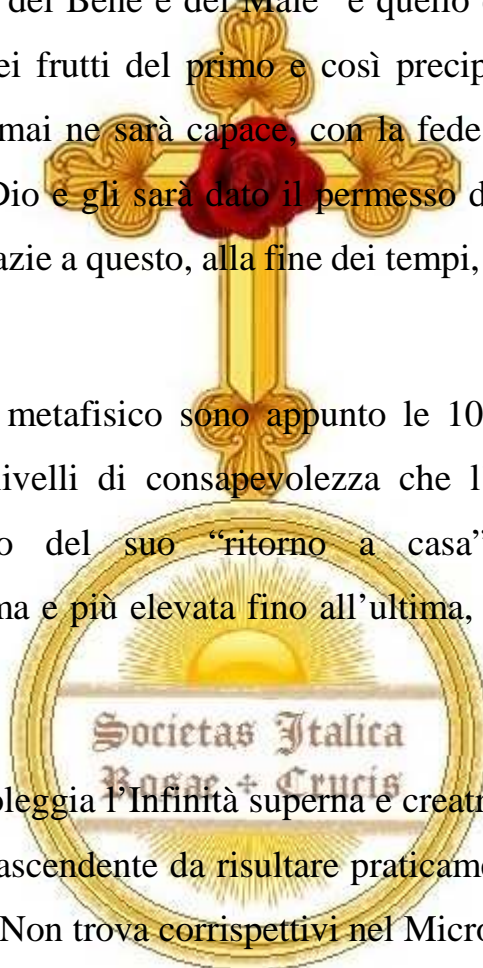 del Bene e del Male” è quello
ei frutti del primo e così precip
mai ne sarà capace, con la fede
Dio e gli sarà dato il permesso d
azie a questo, alla fine dei tempi,
metafisico sono appunto le 10
livelli di consapevolezza che l
o del suo “ritorno a casa”
ma e più elevata fino all’ultima,
Societas Italica
Rosae + Crucis
oleggia l’Infinità superna e creatr
ascendente da risultare praticame
Non trova corrispettivi nel Micro